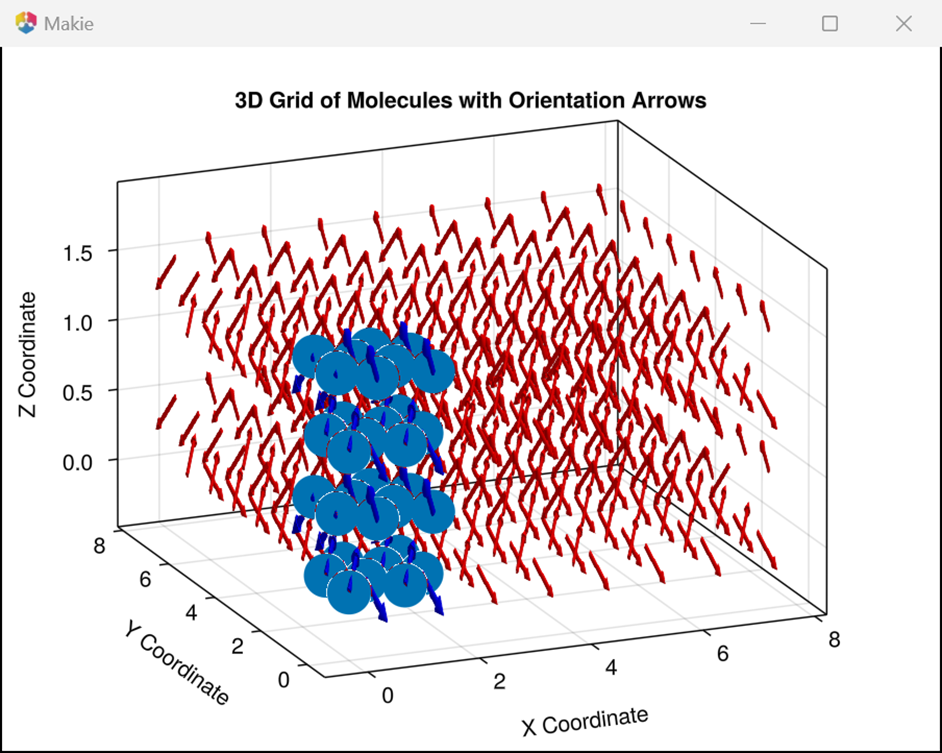 Makie
3D Grid of Molecules with Orientation Arrows
1.5
1.0
0.5
0.0
Z Coordinate
8
6
4
2
0
Y Coordinate
0
2
4
6
8
X Coordinate